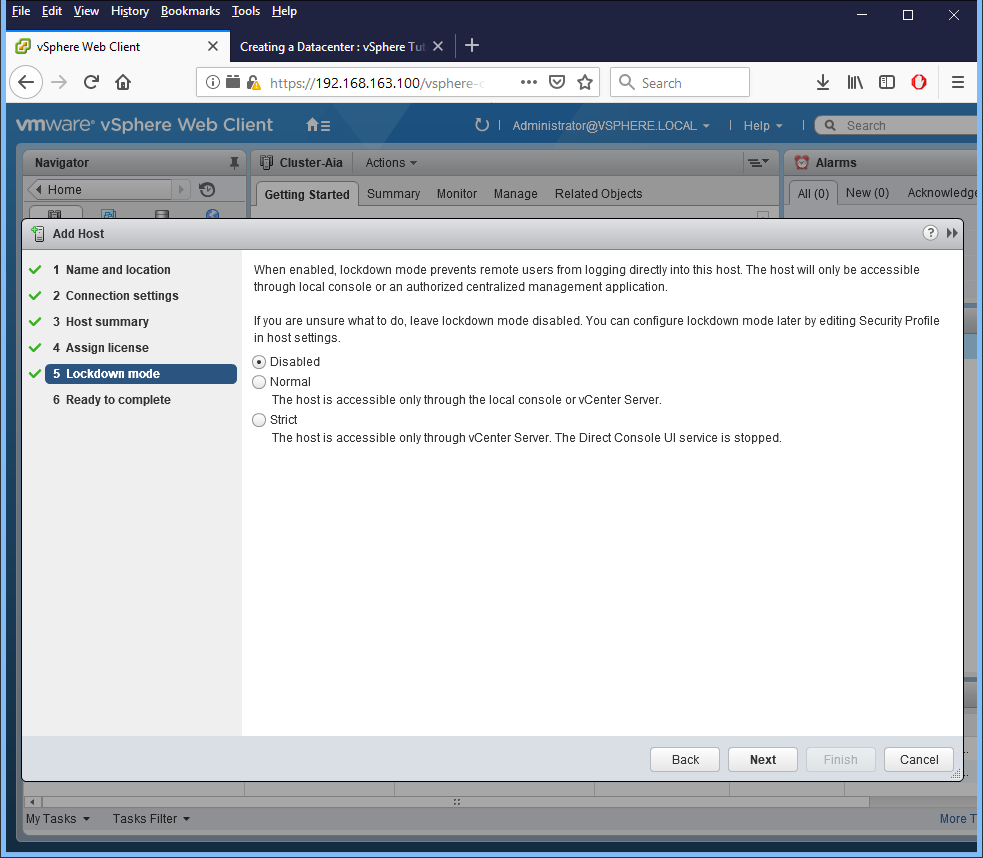 File Edit View History Bookmarks Tools Help
vSphere Web Client
Creating a Datacenter : vSphere Tut
https://192.168.163.100/vsphere-c
Search
vmware® vSphere Web Client
Administrator@VSPHERE.LOCAL
Help
Search
Navigator
Home
Cluster-Aia
Actions
Getting Started Summary Monitor Manage Related Objects
Alarms
All (0) New (0) Acknowledge
Add Host
1 Name and location
2 Connection settings
3 Host summary
4 Assign license
5 Lockdown mode
6 Ready to complete
When enabled, lockdown mode prevents remote users from logging directly into this host. The host will only be accessible
through local console or an authorized centralized management application.
If you are unsure what to do, leave lockdown mode disabled. You can configure lockdown mode later by editing Security Profile
in host settings.
Disabled
Normal
The host is accessible only through the local console or vCenter Server.
Strict
The host is accessible only through vCenter Server. The Direct Console UI service is stopped.
Back Next Finish Cancel
My Tasks Tasks Filter More T